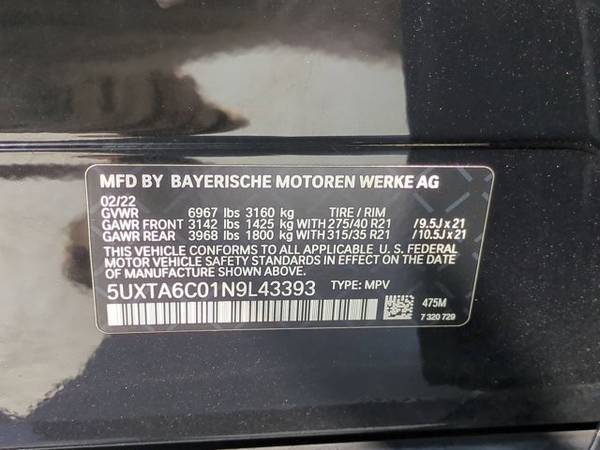 MFD BY BAYERISCHE MOTOREN WERKE AG
02/22
GVWR 6967 lbs 3160 kg TIRE / RIM
GAWR FRONT 3142 lbs 1425 kg WITH 275/40 R21 /9.5J x 21
GAWR REAR 3968 lbs 1800 kg WITH 315/35 R21 /10.5J x 21
THIS VEHICLE CONFORMS TO ALL APPLICABLE U. S. FEDERAL
MOTOR VEHICLE SAFETY STANDARDS IN EFFECT ON THE DATE OF
MANUFACTURE SHOWN ABOVE.
5UXTA6C01N9L43393 TYPE: MPV
475M
7 320 729